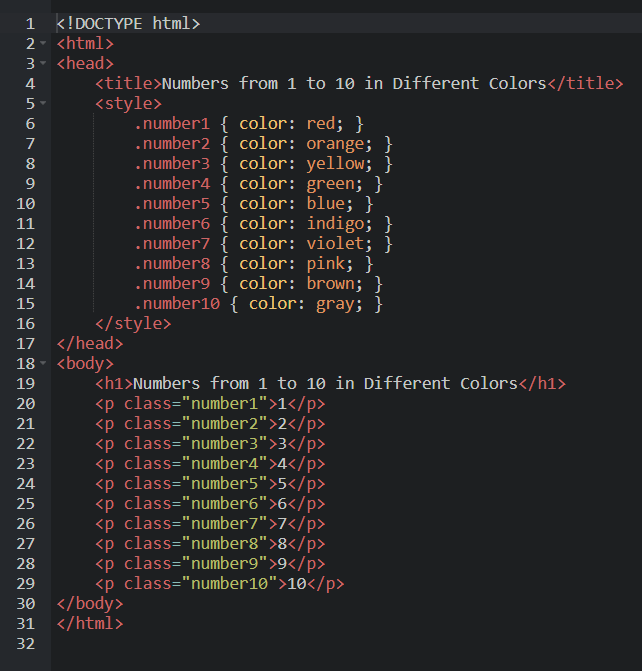 1 <!DOCTYPE html>
2 <html>
3 <head>
4     <title>Numbers from 1 to 10 in Different Colors</title>
5     <style>
6         .number1 { color: red; }
7         .number2 { color: orange; }
8         .number3 { color: yellow; }
9         .number4 { color: green; }
10         .number5 { color: blue; }
11         .number6 { color: indigo; }
12         .number7 { color: violet; }
13         .number8 { color: pink; }
14         .number9 { color: brown; }
15         .number10 { color: gray; }
16     </style>
17 </head>
18 <body>
19     <h1>Numbers from 1 to 10 in Different Colors</h1>
20     <p class="number1">1</p>
21     <p class="number2">2</p>
22     <p class="number3">3</p>
23     <p class="number4">4</p>
24     <p class="number5">5</p>
25     <p class="number6">6</p>
26     <p class="number7">7</p>
27     <p class="number8">8</p>
28     <p class="number9">9</p>
29     <p class="number10">10</p>
30 </body>
31 </html>
32